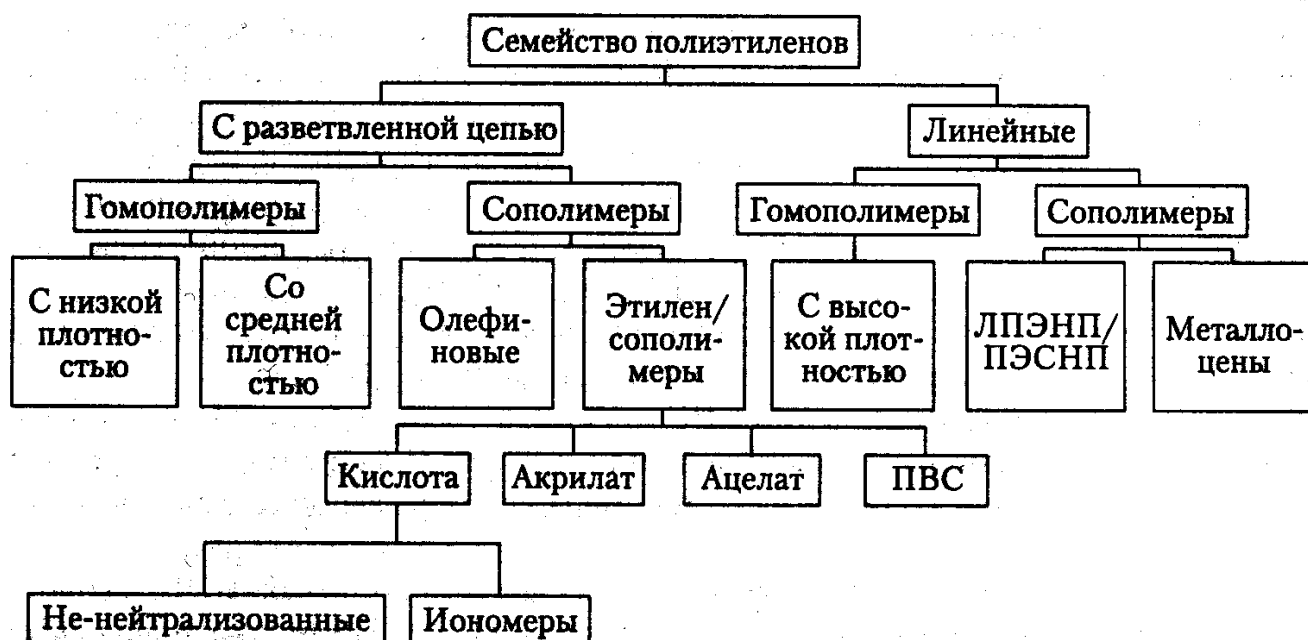 Семейство полиэтиленов
С разветвленной цепью
Линейные
Гомополимеры
Сополимеры
Гомополимеры
Сополимеры
С низкой
плотно-
стью
Со
средней
плотно-
стью
Олефи-
новые
Этилен/
сополи-
меры
С высо-
кой плот-
ностью
ЛПЭНП/
ПЭСНП
Металло-
цены
Кислота
Акрилат
Ацелат
ПВС
Не-нейтрализованные
Иономеры